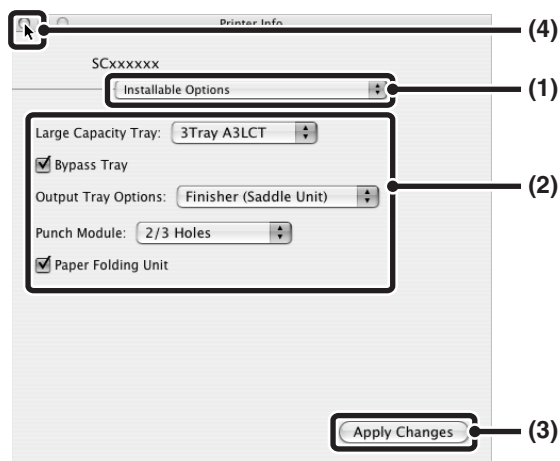 Printer Info
(4)
SCxxxxxx
Installable Options
(1)
Large Capacity Tray: 3Tray A3LCT
Bypass Tray
(2)
Output Tray Options: Finisher (Saddle Unit)
Punch Module: 2/3 Holes
Paper Folding Unit
Apply Changes
(3)